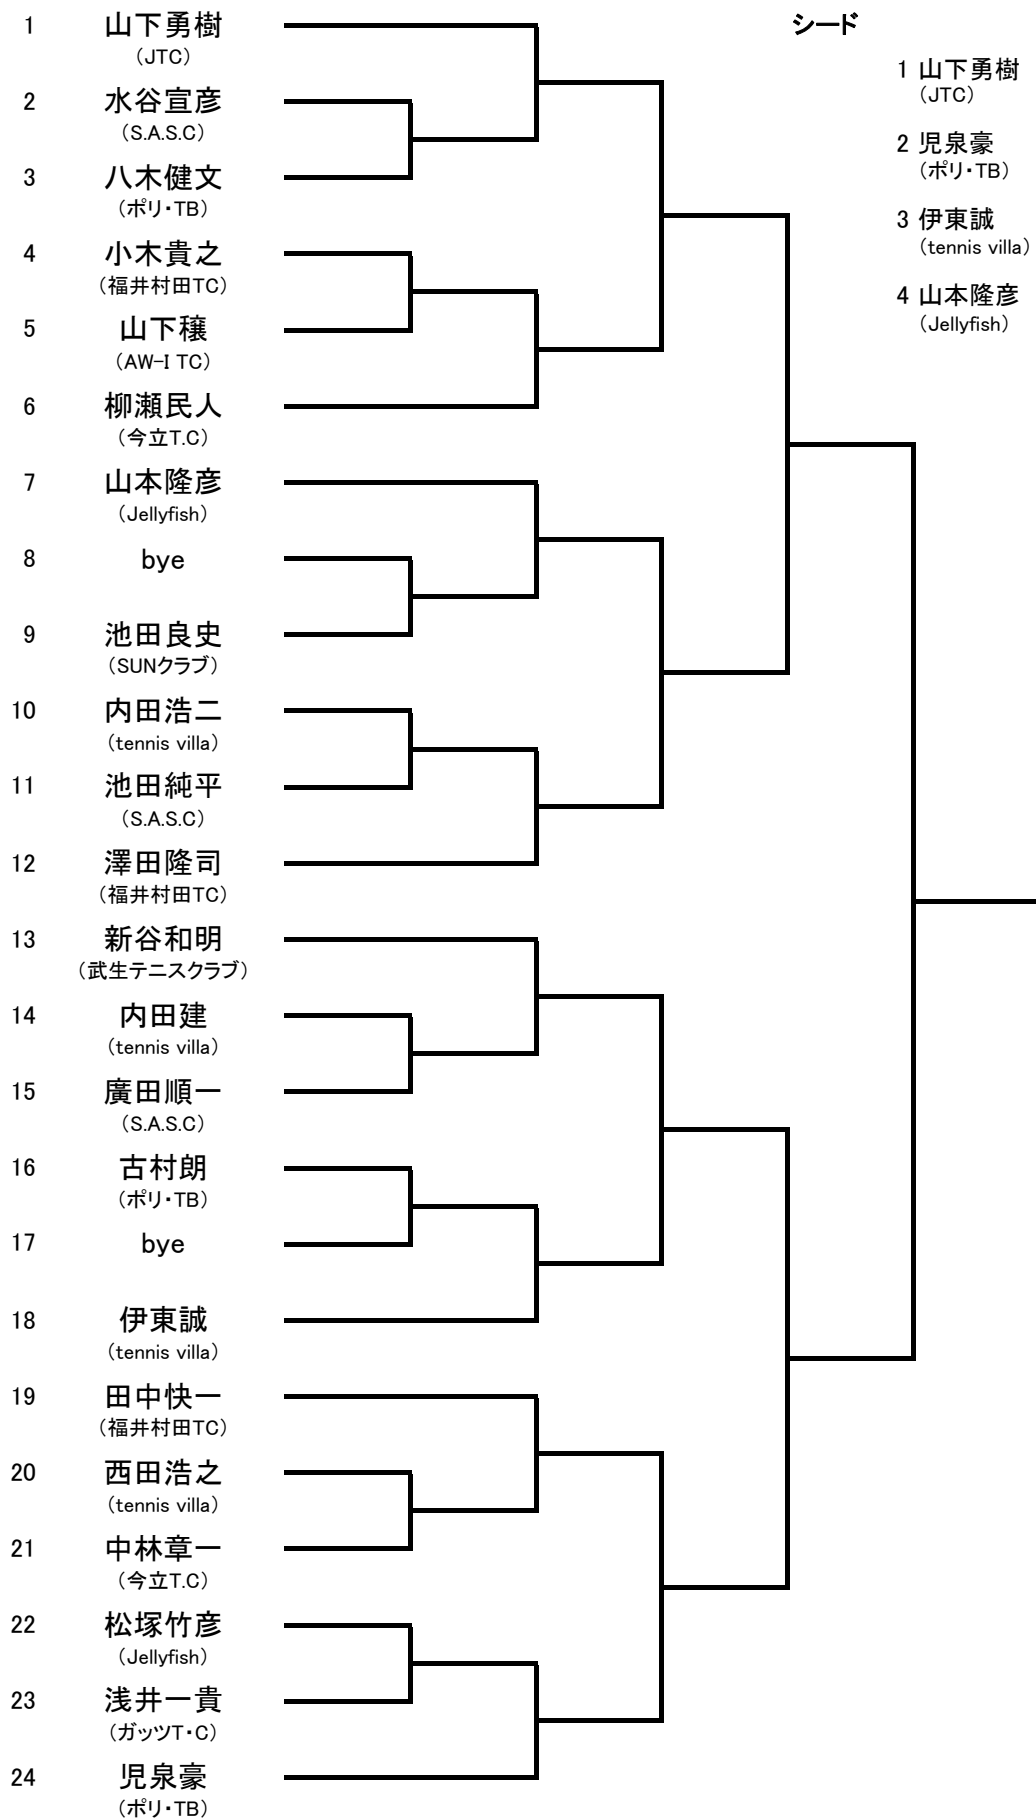 1 山下勇樹
(JTC)
2 水谷宣彦
(S.A.S.C)
3 八木健文
(ポリ・TB)
4 小木貴之
(福井村田TC)
5 山下穣
(AW-I TC)
6 柳瀬民人
(今立T.C)
7 山本隆彦
(Jellyfish)
8 bye
9 池田良史
(SUNクラブ)
10 内田浩二
(tennis villa)
11 池田純平
(S.A.S.C)
12 澤田隆司
(福井村田TC)
13 新谷和明
(武生テニスクラブ)
14 内田建
(tennis villa)
15 廣田順一
(S.A.S.C)
16 古村朗
(ポリ・TB)
17 bye
18 伊東誠
(tennis villa)
19 田中快一
(福井村田TC)
20 西田浩之
(tennis villa)
21 中林章一
(今立T.C)
22 松塚竹彦
(Jellyfish)
23 浅井一貴
(ガッツT・C)
24 児泉豪
(ポリ・TB)
シード
1 山下勇樹
(JTC)
2 児泉豪
(ポリ・TB)
3 伊東誠
(tennis villa)
4 山本隆彦
(Jellyfish)